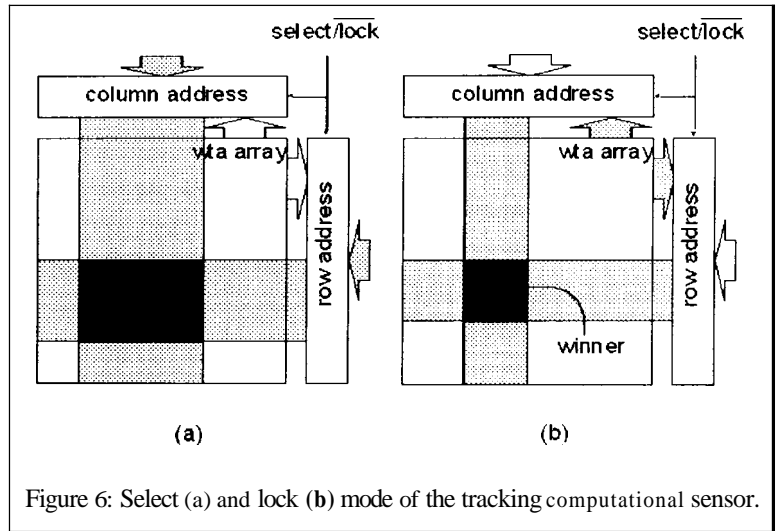 select/lock
column address
wta array
row address
(a)
select/lock
column address
wta array
row address
winner
(b)
Figure 6: Select (a) and lock (b) mode of the tracking computational sensor.